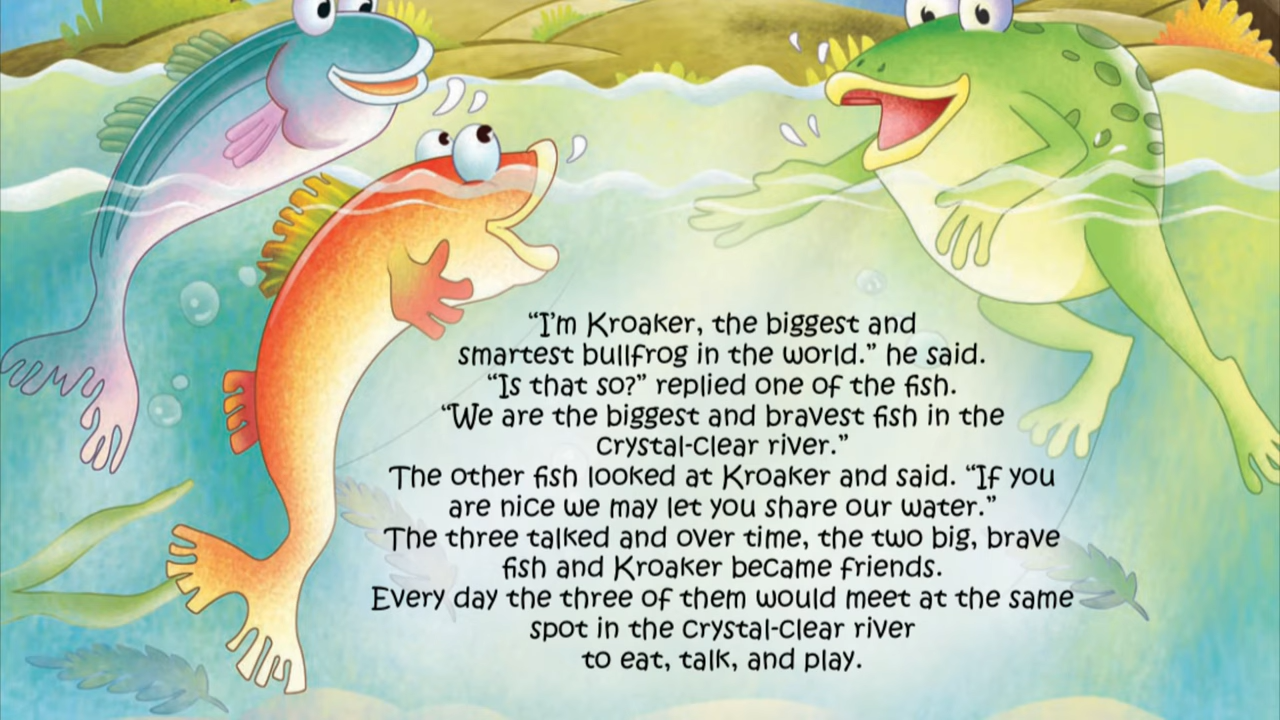 “I'm Kroaker, the biggest and
smartest bullfrog in the world.” he said.
“Is that so?” replied one of the fish.
“We are the biggest and bravest fish in the
crystal-clear river.”
The other fish looked at Kroaker and said. “If you
are nice we may let you share our water.”
The three talked and over time, the two big, brave
fish and Kroaker became friends.
Every day the three of them would meet at the same
spot in the crystal-clear river
to eat, talk, and play.